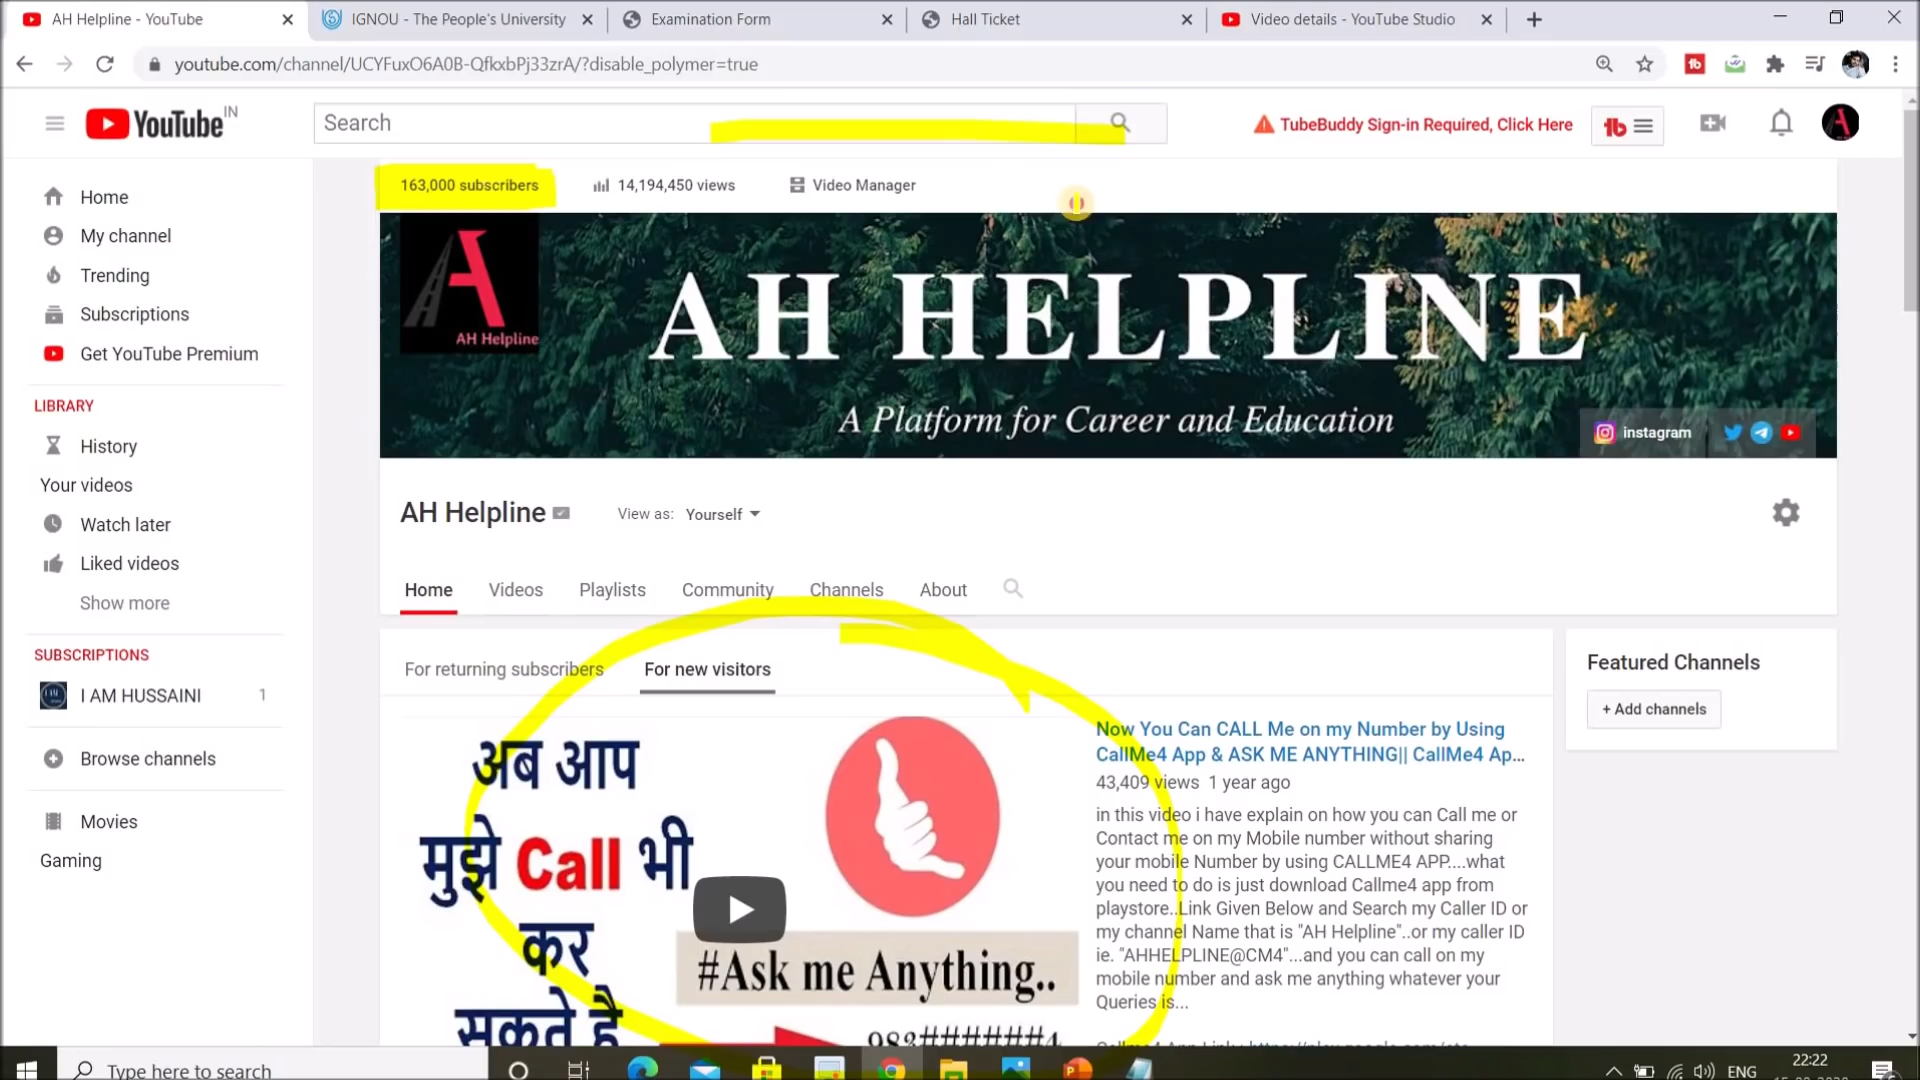 AH Helpline - YouTube
IGNOU - The People's University
Examination Form
Hall Ticket
Video details - YouTube Studio
youtube.com/channel/UCYFuxO6A0B-QfkxbPj33zrA/?disable_polymer=true
YouTube IN
Search
TubeBuddy Sign-in Required, Click Here
163,000 subscribers
14,194,450 views
Video Manager
Home
My channel
Trending
Subscriptions
Get YouTube Premium
LIBRARY
History
Your videos
Watch later
Liked videos
Show more
SUBSCRIPTIONS
I AM HUSSAINI 1
Browse channels
Movies
Gaming
AH Helpline
AH HELPLINE
A Platform for Career and Education
instagram
AH Helpline
View as: Yourself
Home
Videos
Playlists
Community
Channels
About
For returning subscribers
For new visitors
अब आप
मुझे Call भी
कर
सकते है
#Ask me Anything..
983######4
Now You Can CALL Me on my Number by Using
CallMe4 App & ASK ME ANYTHING|| CallMe4 Ap...
43,409 views 1 year ago
in this video i have explain on how you can Call me or
Contact me on my Mobile number without sharing
your mobile Number by using CALLME4 APP....what
you need to do is just download Callme4 app from
playstore..Link Given Below and Search my Caller ID or
my channel Name that is "AH Helpline"..or my caller ID
ie. "AHHELPLINE@CM4"...and you can call on my
mobile number and ask me anything whatever your
Queries is...
Featured Channels
+ Add channels
Type here to search
ENG
22:22